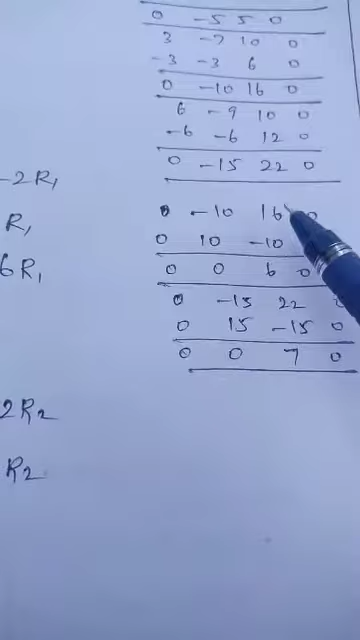 0 -5 5 0
3 -7 10 0
-3 -3 6 0
0 -10 16 0
6 -9 10 0
-6 -6 12 0
0 -15 22 0
-2R1
0 -10 16 0
R1
0 10 -10
6R1
0 0 6 0
0 -15 22
0 15 -15 0
0 0 7 0
2R2
R2